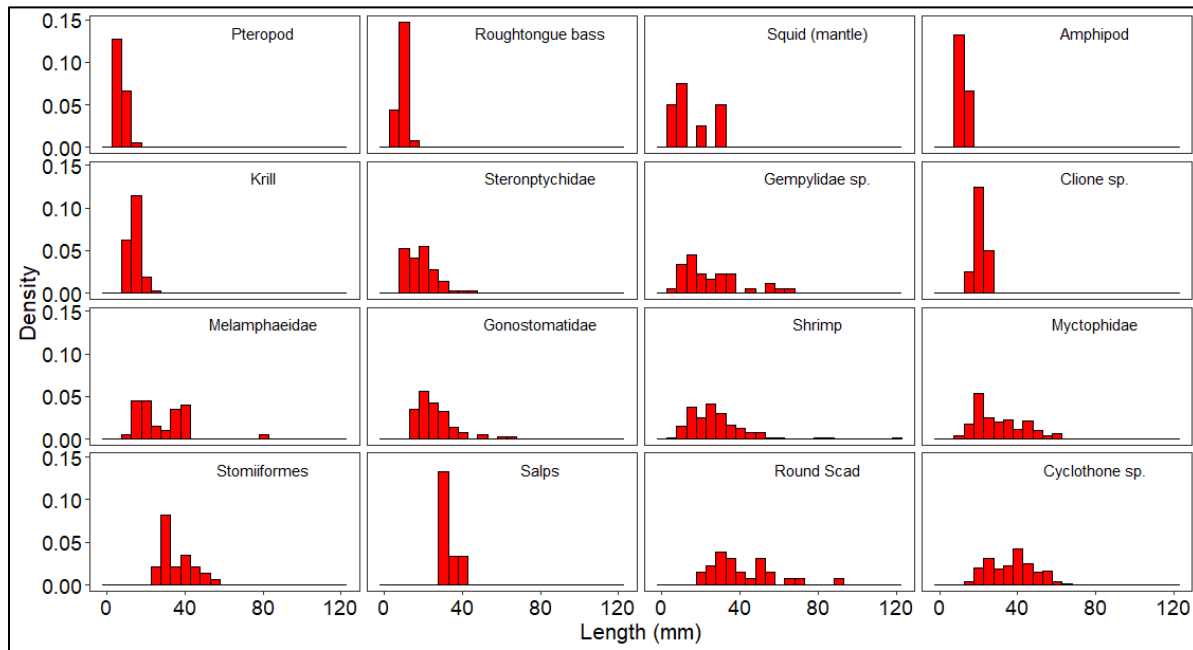 Pteropod
Roughtongue bass
Squid (mantle)
Amphipod
0.15
0.10
0.05
0.00
Krill
Steronptychidae
Gempylidae sp.
Clione sp.
0.15
0.10
0.05
0.00
Density
Melamphaeidae
Gonostomatidae
Shrimp
Myctophidae
0.15
0.10
0.05
0.00
Stomiiformes
Salps
Round Scad
Cyclothone sp.
0.15
0.10
0.05
0.00
0 40 80 120 0 40 80 120 0 40 80 120 0 40 80 120
Length (mm)